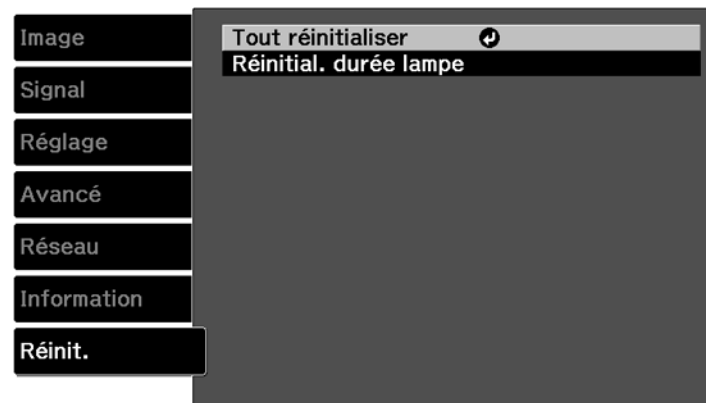 Image
Signal
Réglage
Avancé
Réseau
Information
Réinit.
Tout réinitialiser
Réinitial. durée lampe